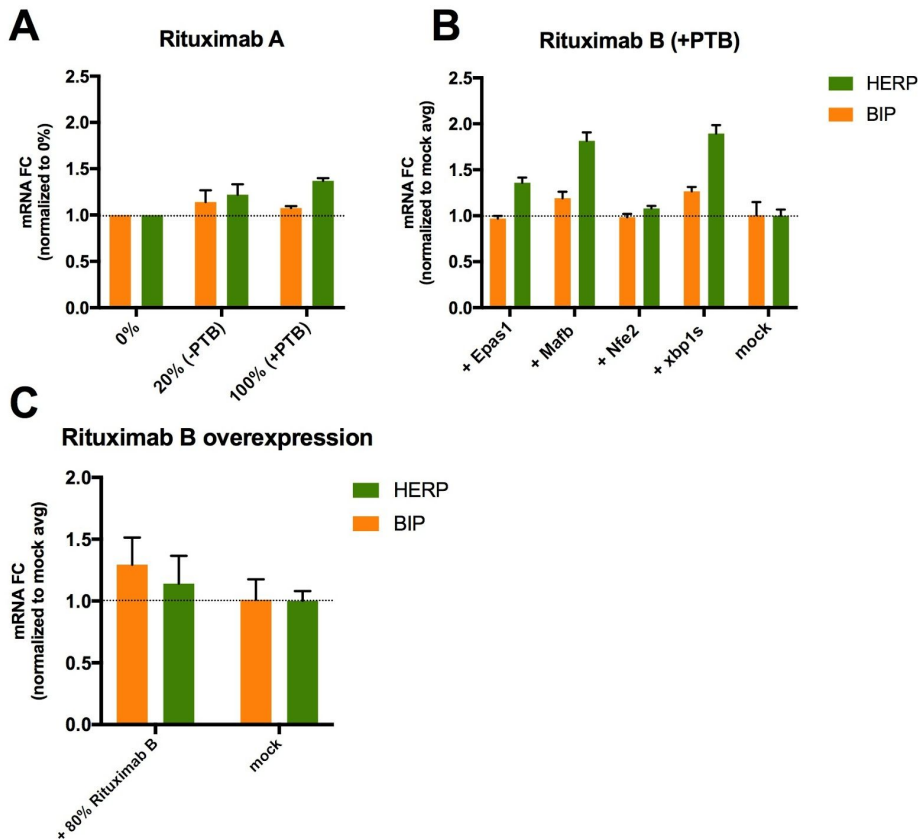 A
Rituximab A
mRNA FC
(normalized to 0%)
2.5
2.0
1.5
1.0
0.5
0.0
0%
20% (-PTB)
100% (+PTB)
B
Rituximab B (+PTB)
mRNA FC
(normalized to mock avg)
2.5
2.0
1.5
1.0
0.5
0.0
+ Epas1
+ Mafb
+ Nfe2
+ xbp1s
mock
HERP
BIP
C
Rituximab B overexpression
mRNA FC
(normalized to mock avg)
2.0
1.5
1.0
0.5
0.0
+ 80% Rituximab B
mock
HERP
BIP